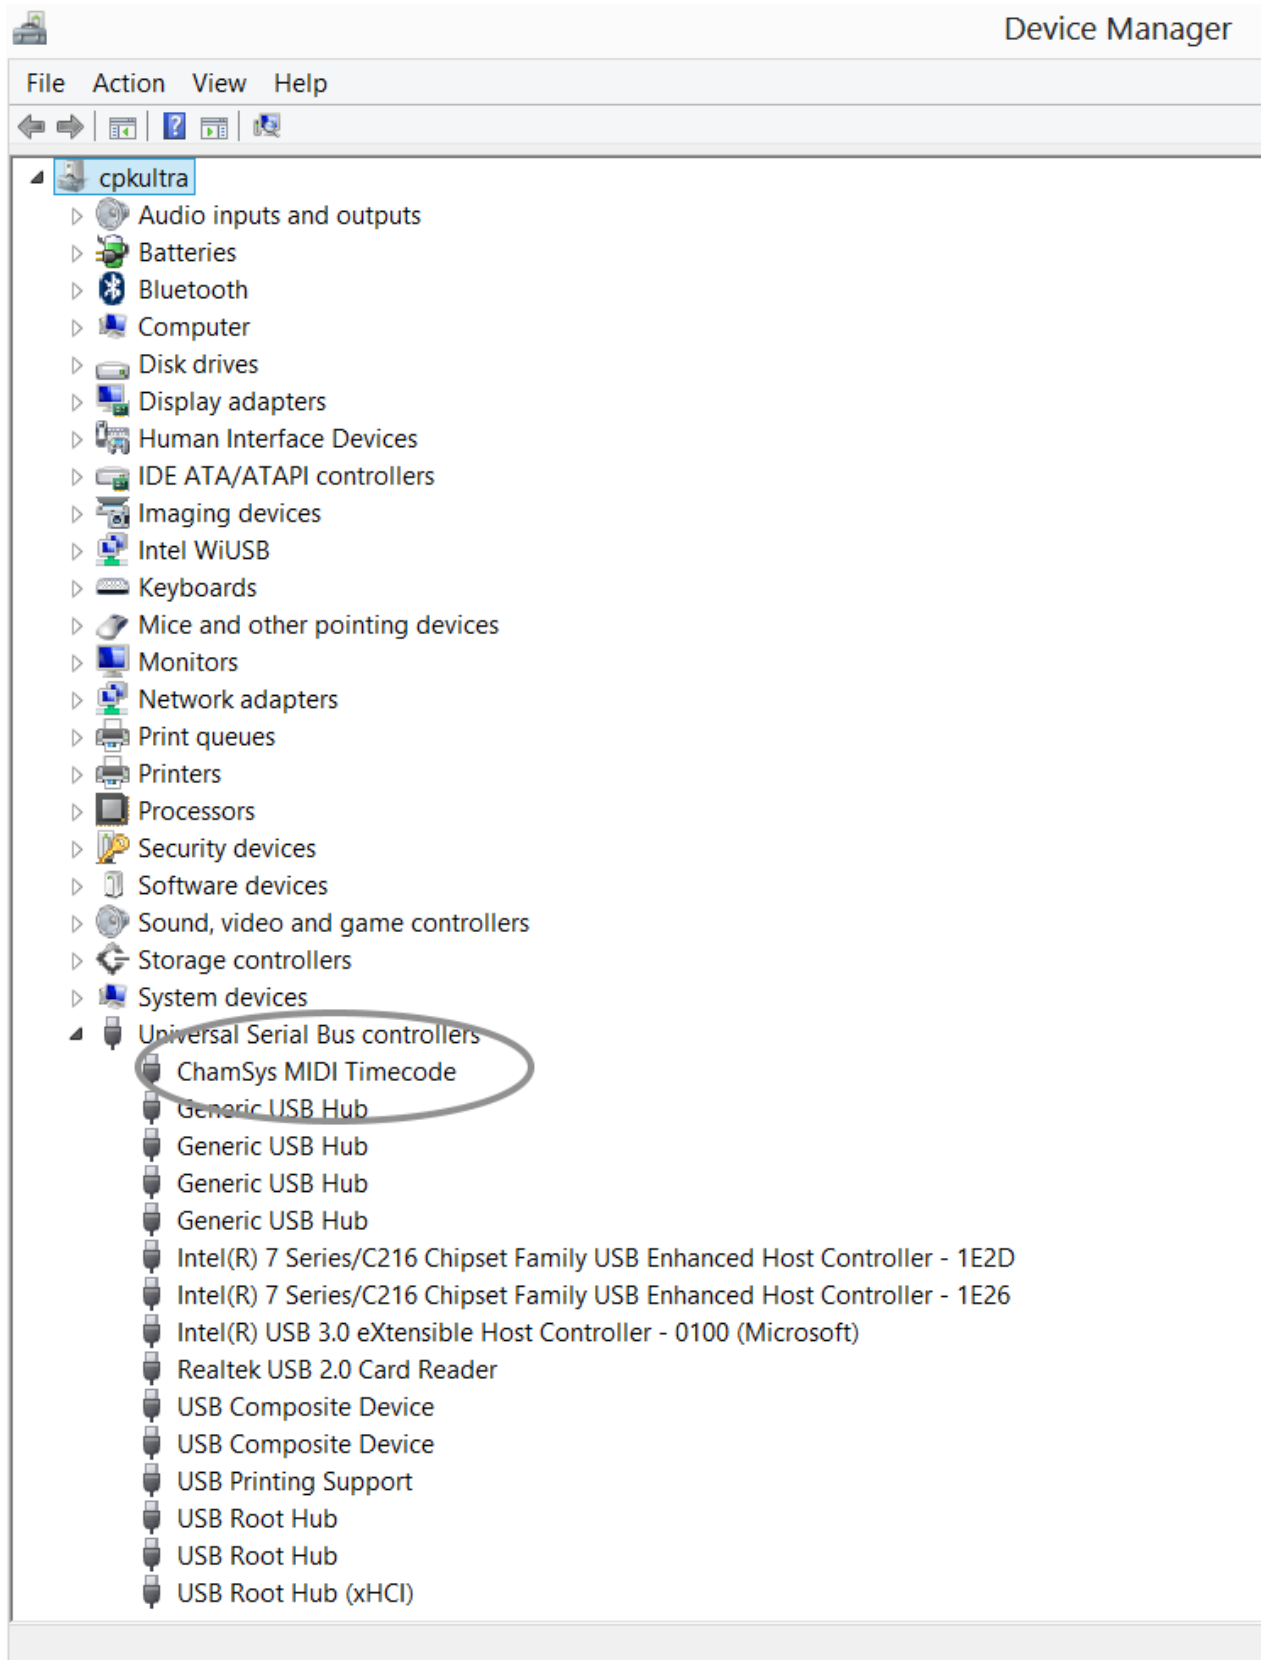 Device Manager
File Action View Help
cpkultra
Audio inputs and outputs
Batteries
Bluetooth
Computer
Disk drives
Display adapters
Human Interface Devices
IDE ATA/ATAPI controllers
Imaging devices
Intel WiUSB
Keyboards
Mice and other pointing devices
Monitors
Network adapters
Print queues
Printers
Processors
Security devices
Software devices
Sound, video and game controllers
Storage controllers
System devices
Universal Serial Bus controllers
ChamSys MIDI Timecode
Generic USB Hub
Generic USB Hub
Generic USB Hub
Generic USB Hub
Intel(R) 7 Series/C216 Chipset Family USB Enhanced Host Controller - 1E2D
Intel(R) 7 Series/C216 Chipset Family USB Enhanced Host Controller - 1E26
Intel(R) USB 3.0 eXtensible Host Controller - 0100 (Microsoft)
Realtek USB 2.0 Card Reader
USB Composite Device
USB Composite Device
USB Printing Support
USB Root Hub
USB Root Hub
USB Root Hub (xHCI)